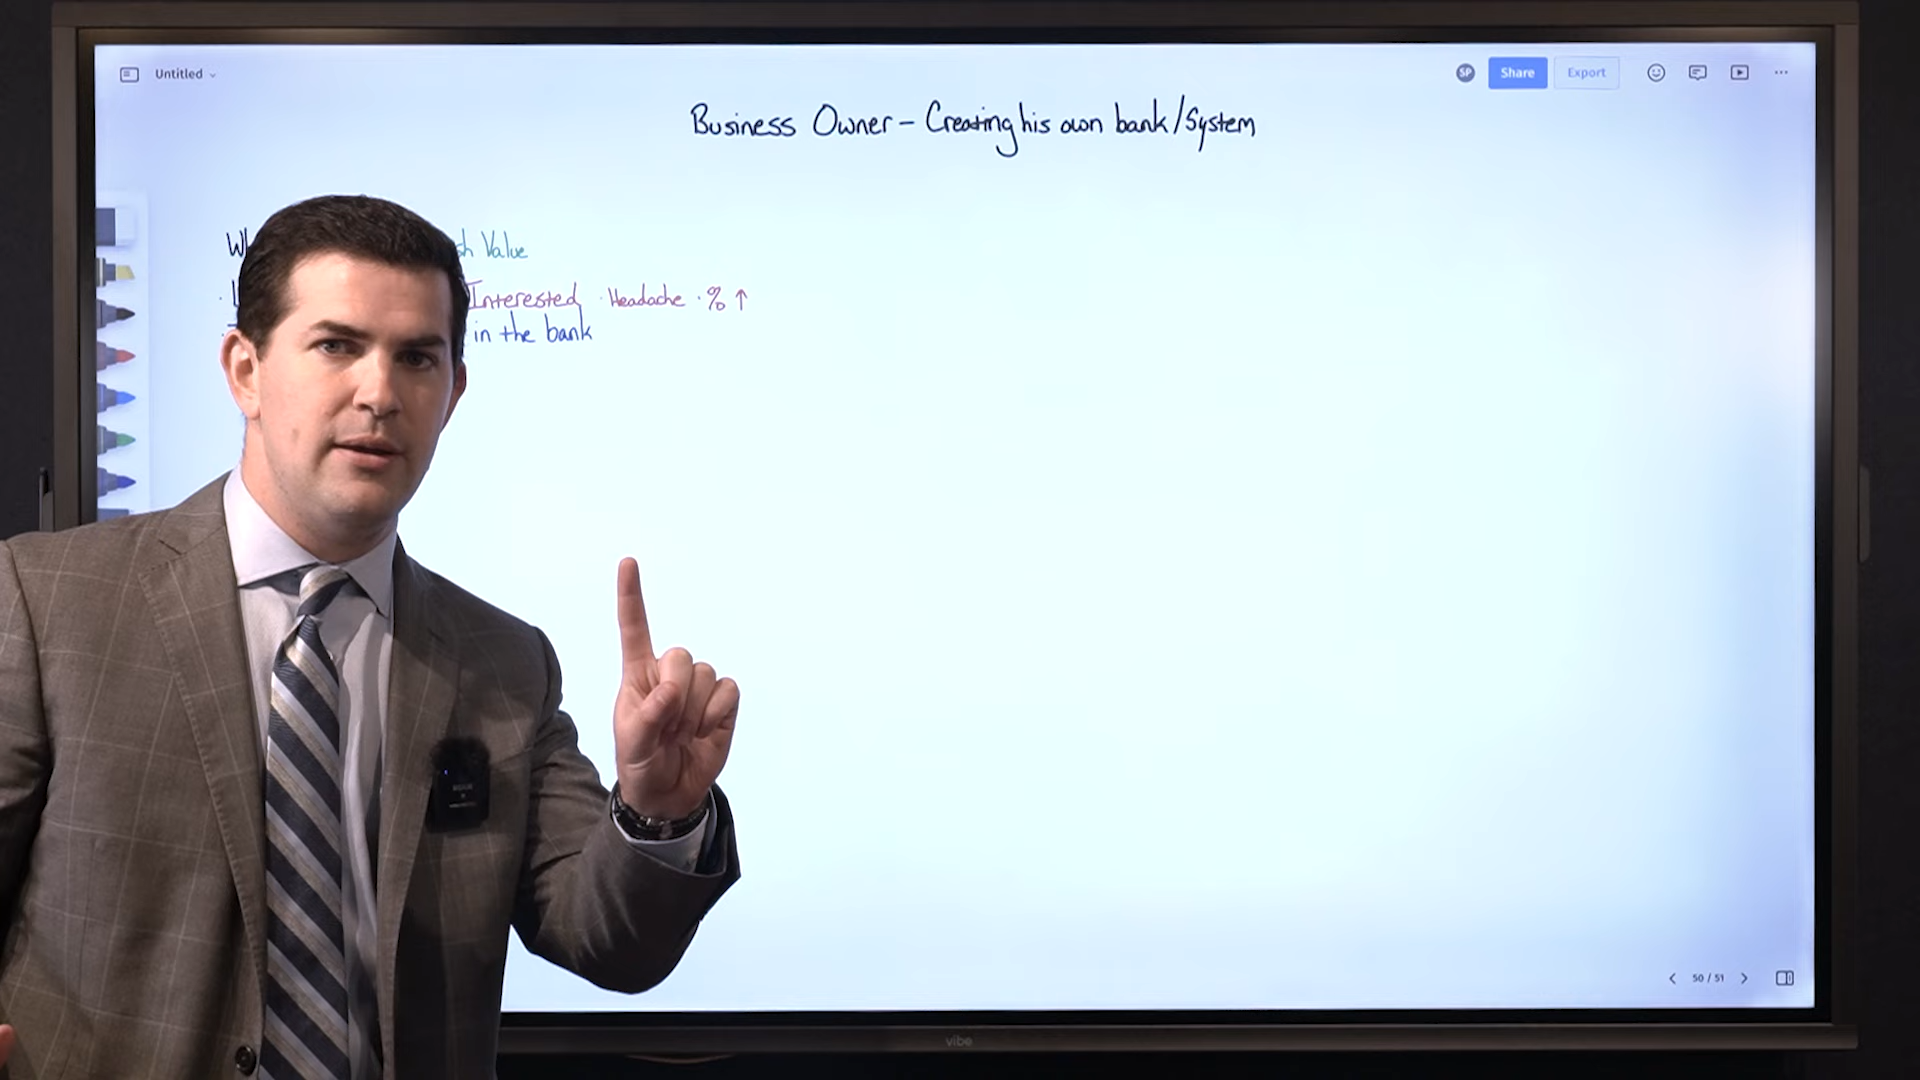 Untitled
SP
Share
Export
Business Owner - Creating his own bank/System
Value
Interested · Headache · % ↑
in the bank
50 / 51
vibe